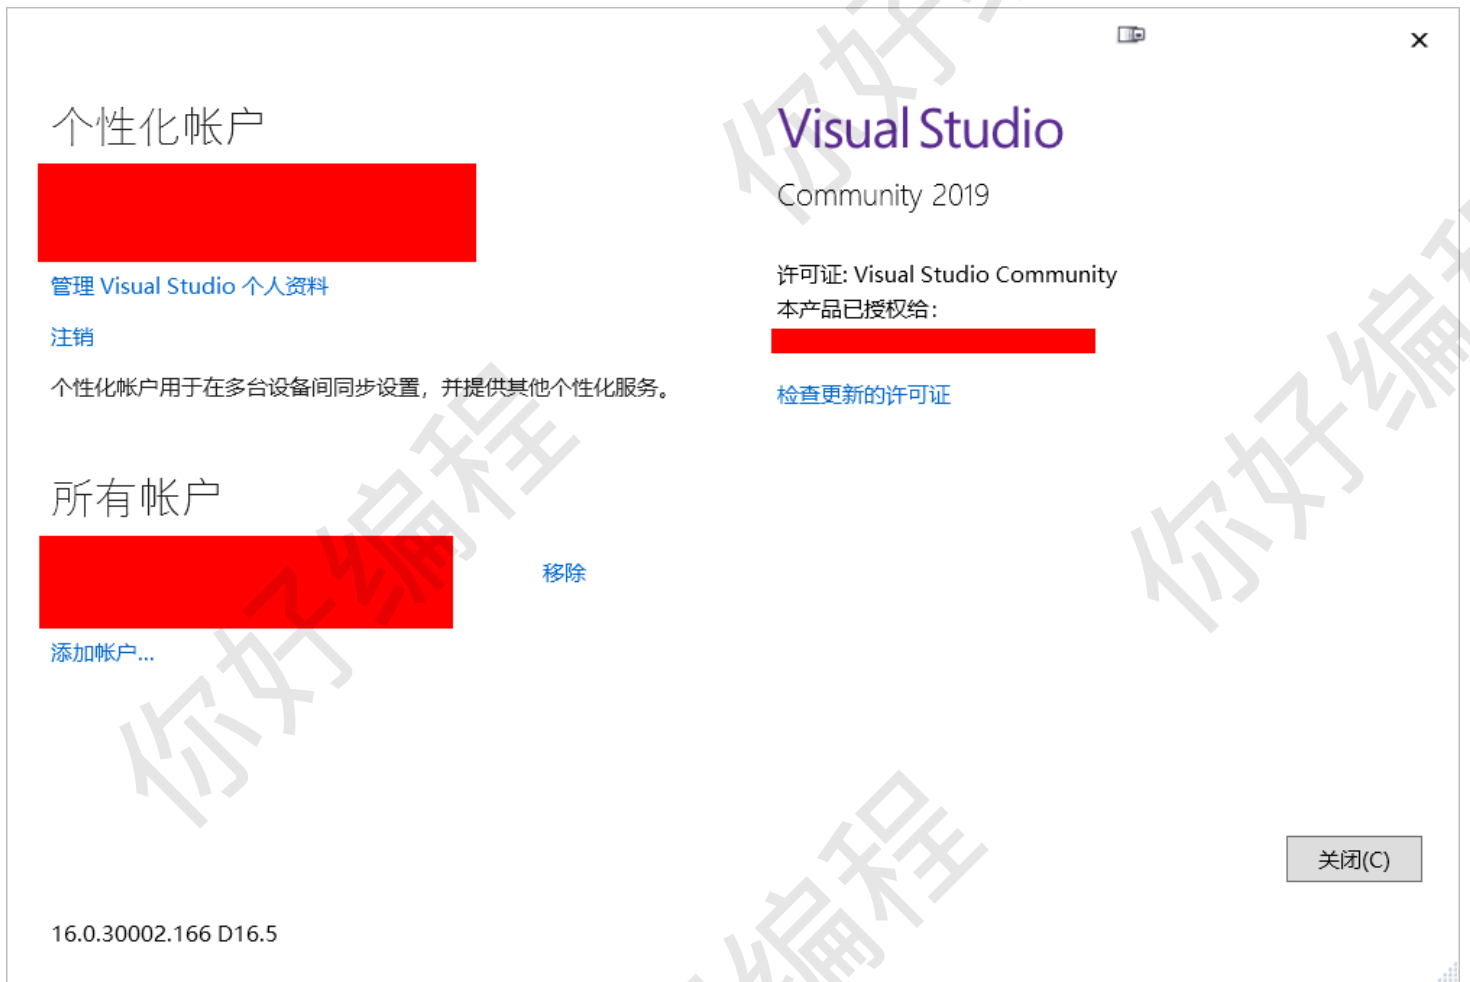 个性化帐户
管理 Visual Studio 个人资料
注销
个性化帐户用于在多台设备间同步设置，并提供其他个性化服务。
所有帐户
移除
添加帐户...
16.0.30002.166 D16.5
Visual Studio
Community 2019
许可证: Visual Studio Community
本产品已授权给:
检查更新的许可证
关闭(C)
你好编程
你好
你好编
编程